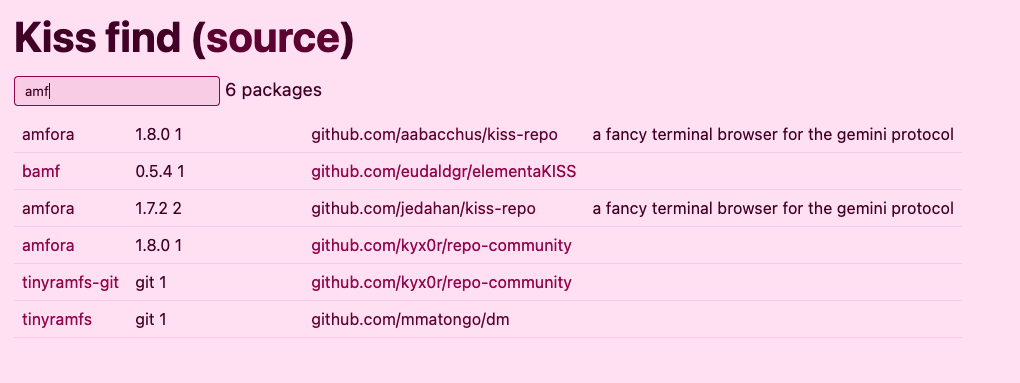 Kiss find (source)
amf 6 packages
amfora 1.8.0 1 github.com/aabacchus/kiss-repo a fancy terminal browser for the gemini protocol
bamf 0.5.4 1 github.com/eudaldgr/elementaKISS
amfora 1.7.2 2 github.com/jedahan/kiss-repo a fancy terminal browser for the gemini protocol
amfora 1.8.0 1 github.com/kyx0r/repo-community
tinyramfs-git git 1 github.com/kyx0r/repo-community
tinyramfs git 1 github.com/mmatongo/dm